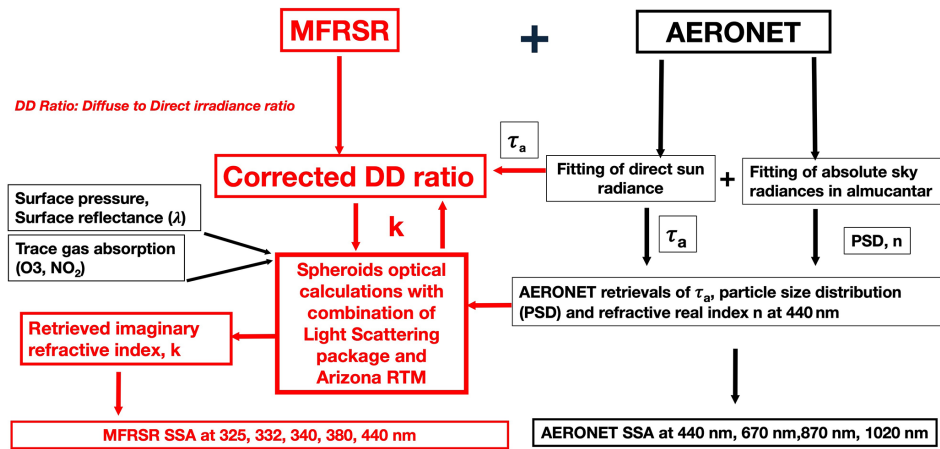 MFRSR
+
AERONET
DD Ratio: Diffuse to Direct irradiance ratio
τa
Corrected DD ratio
Fitting of direct sun
radiance
+
Fitting of absolute sky
radiances in almucantar
Surface pressure,
Surface reflectance (λ)
k
τa
PSD, n
Trace gas absorption
(O3, NO₂)
Spheroids optical
calculations with
combination of
Light Scattering
package and
Arizona RTM
AERONET retrievals of τa, particle size distribution
(PSD) and refractive real index n at 440 nm
Retrieved imaginary
refractive index, k
MFRSR SSA at 325, 332, 340, 380, 440 nm
AERONET SSA at 440 nm, 670 nm,870 nm, 1020 nm